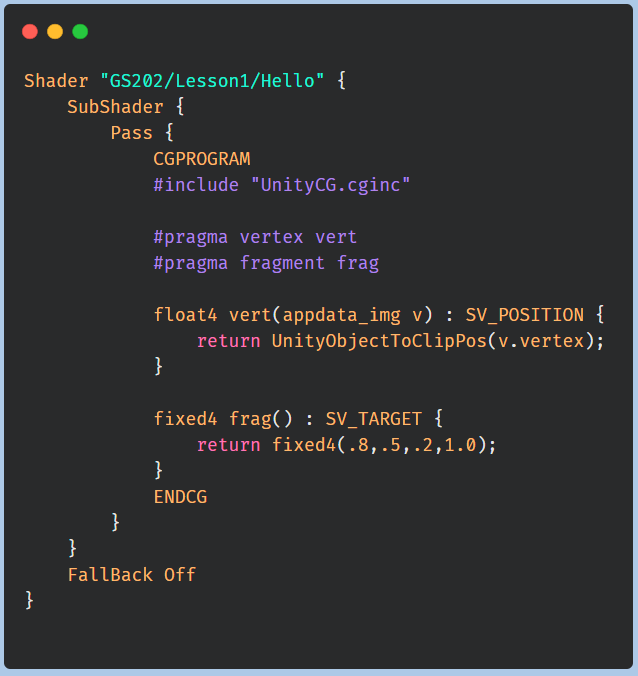 Shader "GS202/Lesson1/Hello" {
    SubShader {
        Pass {
            CGPROGRAM
            #include "UnityCG.cginc"

            #pragma vertex vert
            #pragma fragment frag

            float4 vert(appdata_img v) : SV_POSITION {
                return UnityObjectToClipPos(v.vertex);
            }

            fixed4 frag() : SV_TARGET {
                return fixed4(.8,.5,.2,1.0);
            }
            ENDCG
        }
    }
    FallBack Off
}